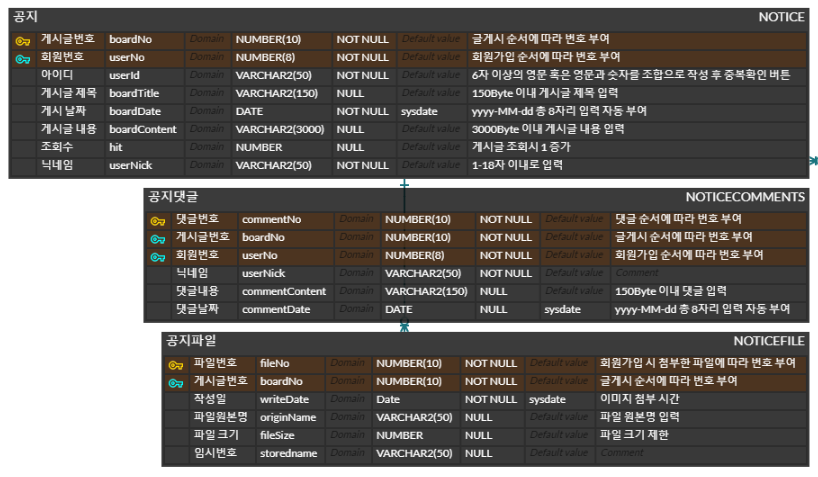 공지 NOTICE
게시글번호 boardNo Domain NUMBER(10) NOT NULL Default value 글게시 순서에 따라 번호 부여
회원번호 userNo Domain NUMBER(8) NOT NULL Default value 회원가입 순서에 따라 번호 부여
아이디 userId Domain VARCHAR2(50) NOT NULL Default value 6자 이상의 영문 혹은 영문과 숫자를 조합으로 작성 후 중복확인 버튼
게시글 제목 boardTitle Domain VARCHAR2(150) NULL Default value 150Byte 이내 게시글 제목 입력
게시 날짜 boardDate Domain DATE NOT NULL sysdate yyyy-MM-dd 총 8자리 입력 자동 부여
게시글 내용 boardContent Domain VARCHAR2(3000) NULL Default value 3000Byte 이내 게시글 내용 입력
조회수 hit Domain NUMBER NULL Default value 게시글 조회시 1 증가
닉네임 userNick Domain VARCHAR2(50) NOT NULL Default value 1-18자 이내로 입력
공지댓글 NOTICECOMMENTS
댓글번호 commentNo Domain NUMBER(10) NOT NULL Default value 댓글 순서에 따라 번호 부여
게시글번호 boardNo Domain NUMBER(10) NOT NULL Default value 글게시 순서에 따라 번호 부여
회원번호 userNo Domain NUMBER(8) NOT NULL Default value 회원가입 순서에 따라 번호 부여
닉네임 userNick Domain VARCHAR2(50) NOT NULL Default value Comment
댓글내용 commentContent Domain VARCHAR2(150) NULL Default value 150Byte 이내 댓글 입력
댓글날짜 commentDate Domain DATE NULL sysdate yyyy-MM-dd 총 8자리 입력 자동 부여
공지파일 NOTICEFILE
파일번호 fileNo Domain NUMBER(10) NOT NULL Default value 회원가입 시 첨부한 파일에 따라 번호 부여
게시글번호 boardNo Domain NUMBER(10) NOT NULL Default value 글게시 순서에 따라 번호 부여
작성일 writeDate Domain Date NOT NULL sysdate 이미지 첨부 시간
파일원본명 originName Domain VARCHAR2(50) NULL Default value 파일 원본명 입력
파일 크기 fileSize Domain NUMBER NULL Default value 파일 크기 제한
임시번호 storedname Domain VARCHAR2(50) NULL Default value Comment